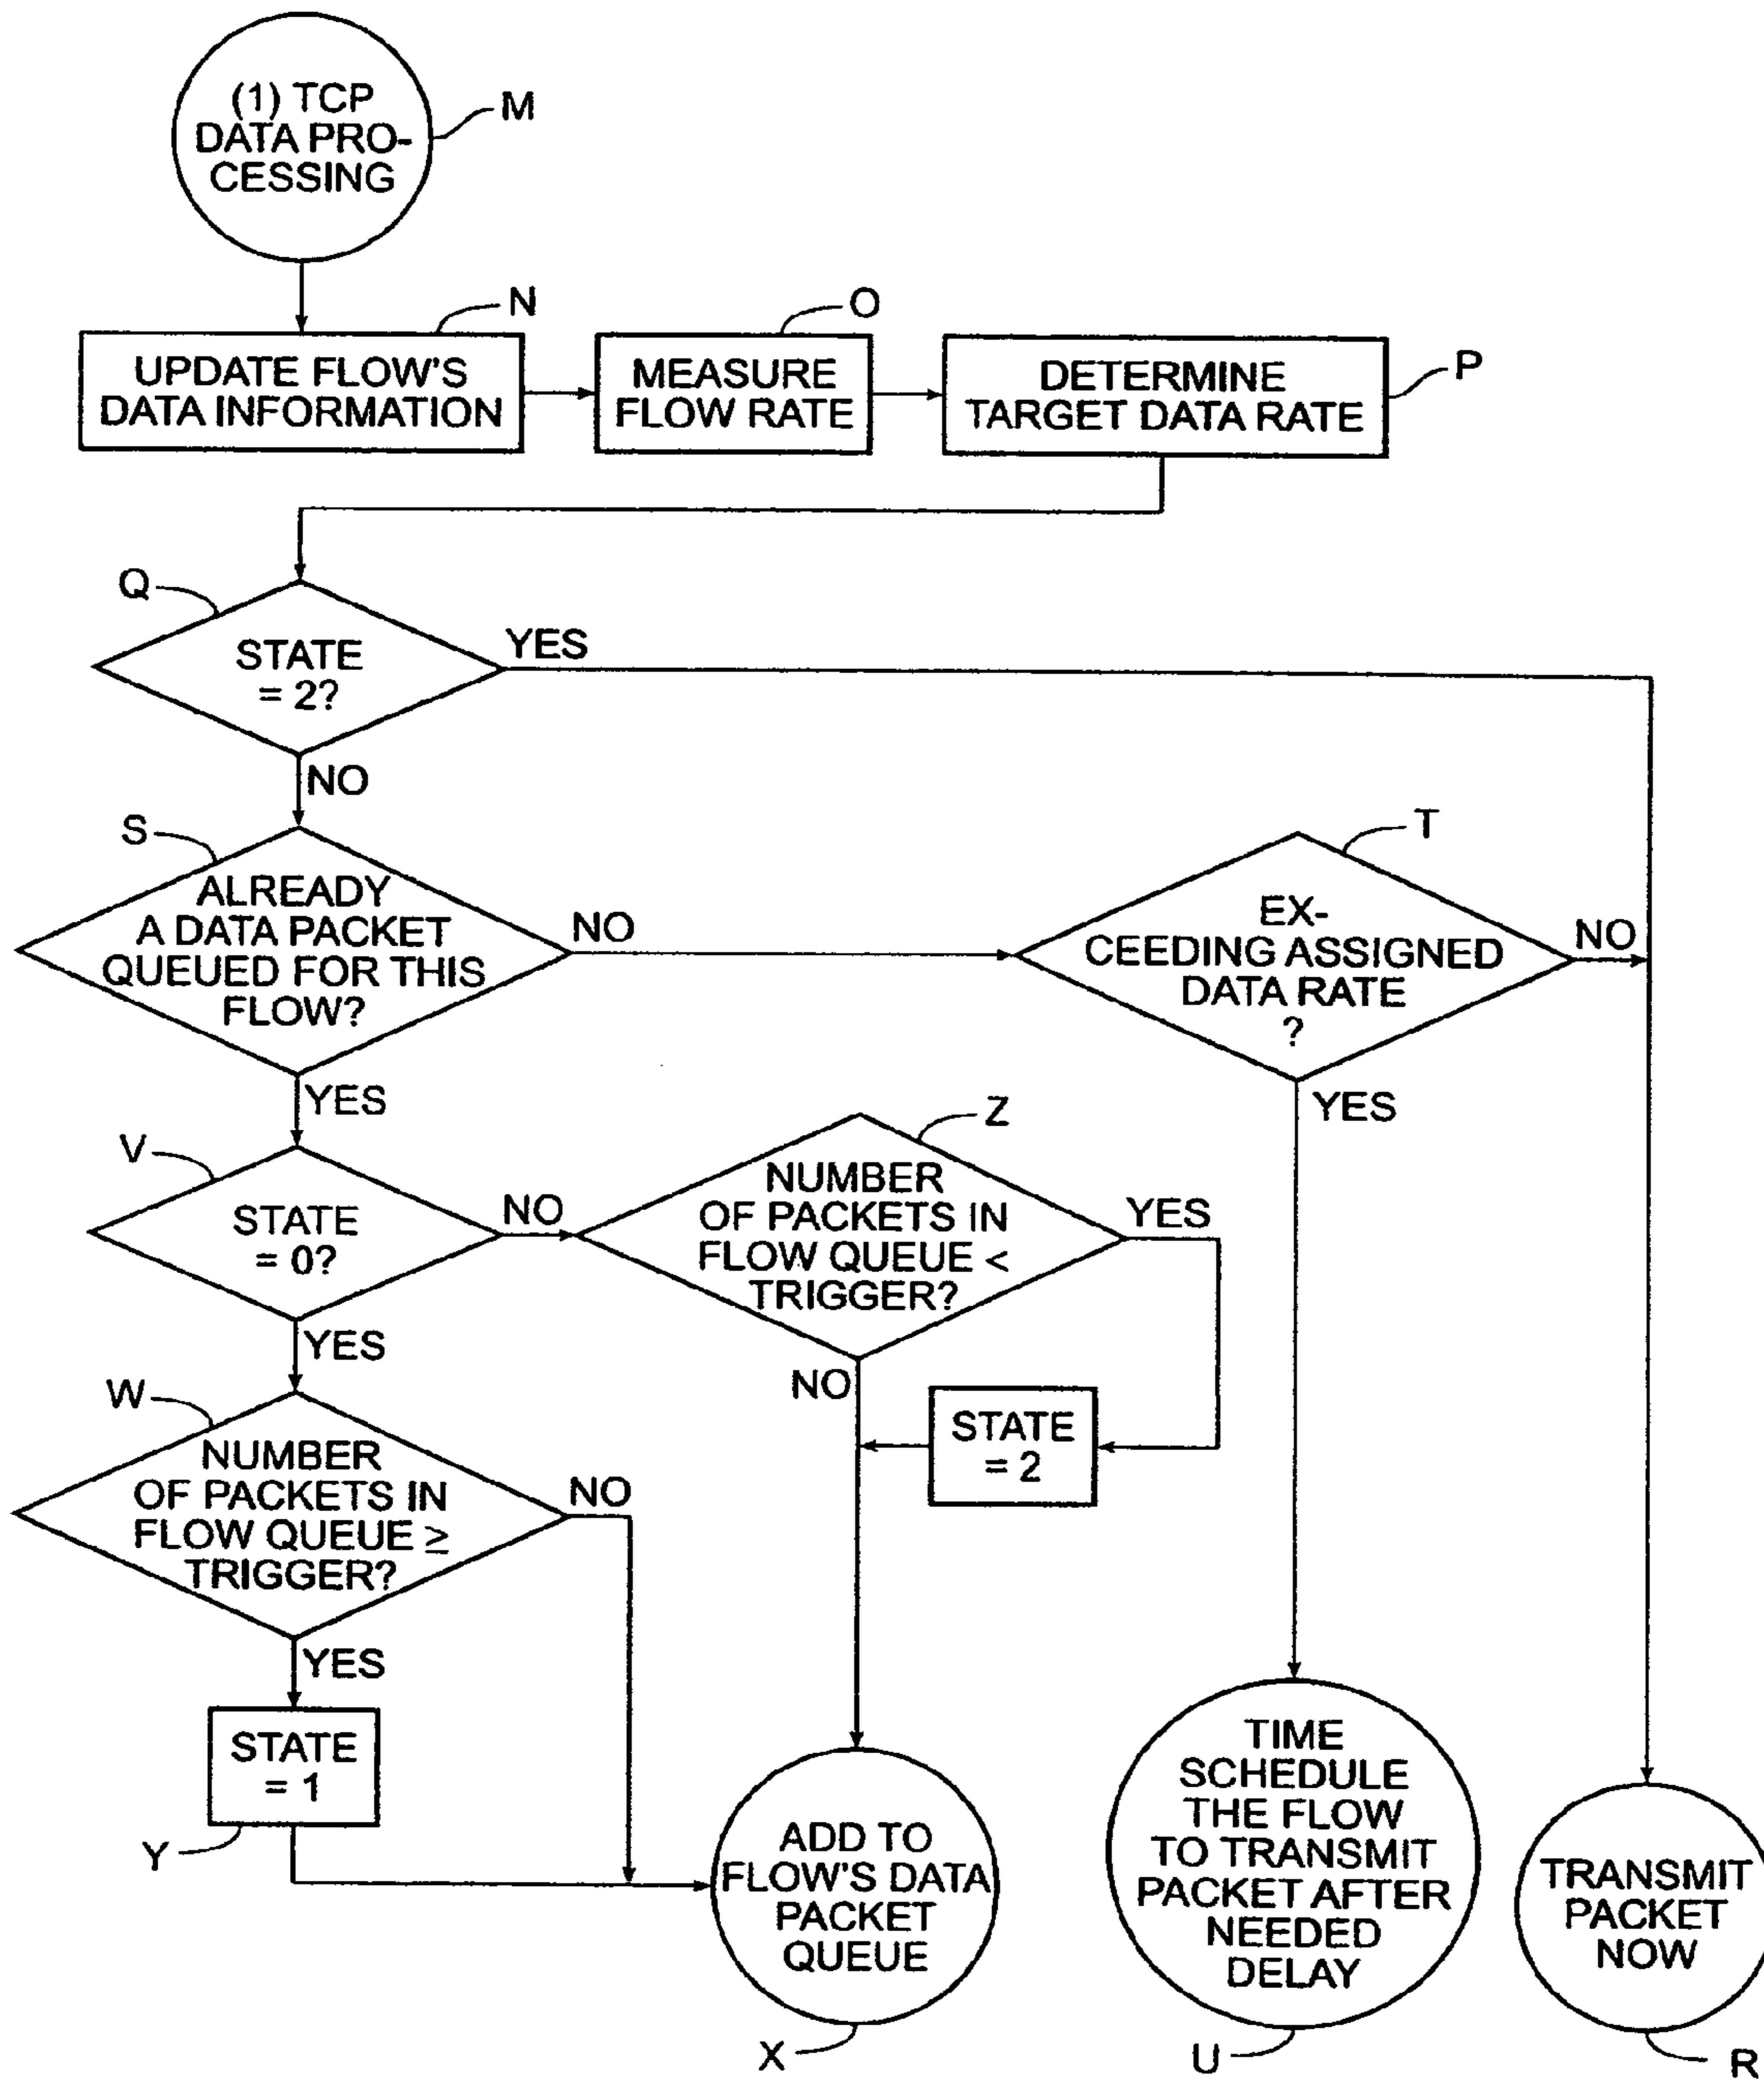 (1) TCP
DATA PRO-
CESSING
M
N
UPDATE FLOW'S
DATA INFORMATION
O
MEASURE
FLOW RATE
P
DETERMINE
TARGET DATA RATE
Q
STATE
= 2?
YES
NO
S
ALREADY
A DATA PACKET
QUEUED FOR THIS
FLOW?
NO
YES
T
EX-
CEEDING ASSIGNED
DATA RATE
?
NO
YES
V
STATE
= 0?
NO
YES
Z
NUMBER
OF PACKETS IN
FLOW QUEUE <
TRIGGER?
YES
NO
STATE
= 2
W
NUMBER
OF PACKETS IN
FLOW QUEUE ≥
TRIGGER?
NO
YES
STATE
= 1
Y
ADD TO
FLOW'S DATA
PACKET
QUEUE
X
TIME
SCHEDULE
THE FLOW
TO TRANSMIT
PACKET AFTER
NEEDED
DELAY
U
TRANSMIT
PACKET
NOW
R